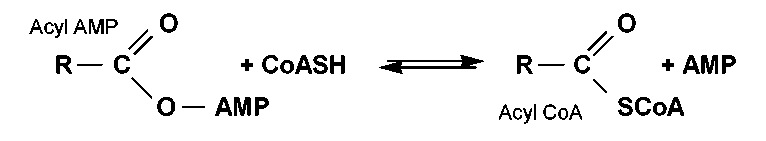 Acyl AMP
O
R — C + CoASH
O — AMP
O
R — C + AMP
SCoA
Acyl CoA